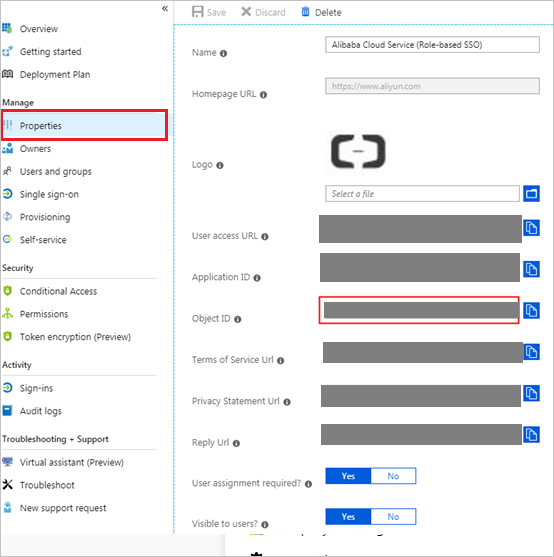 «
Save
Discard
Delete
Overview
Getting started
Deployment Plan
Manage
Properties
Owners
Users and groups
Single sign-on
Provisioning
Self-service
Security
Conditional Access
Permissions
Token encryption (Preview)
Activity
Sign-ins
Audit logs
Troubleshooting + Support
Virtual assistant (Preview)
Troubleshoot
New support request
Name
Alibaba Cloud Service (Role-based SSO)
Homepage URL
https://www.aliyun.com
Logo
Select a file
User access URL
Application ID
Object ID
Terms of Service Url
Privacy Statement Url
Reply Url
User assignment required?
Yes
No
Visible to users?
Yes
No